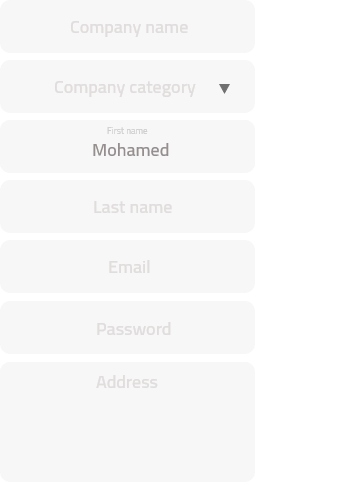 Company name
Company category
First name
Mohamed
Last name
Email
Password
Address